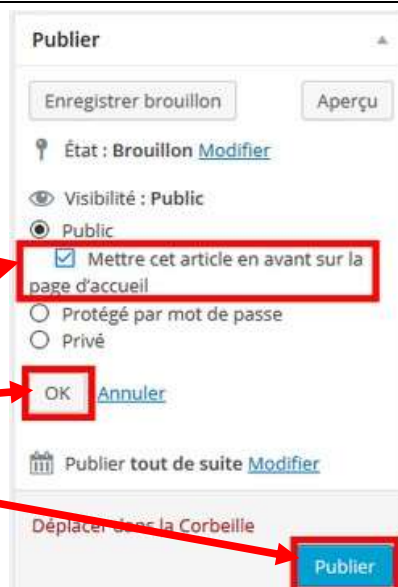 Publier
Enregistrer brouillon Aperçu
État : Brouillon Modifier
Visibilité : Public
Public
Mettre cet article en avant sur la
page d'accueil
Protégé par mot de passe
Privé
OK Annuler
Publier tout de suite Modifier
Déplacer dans la Corbeille
Publier